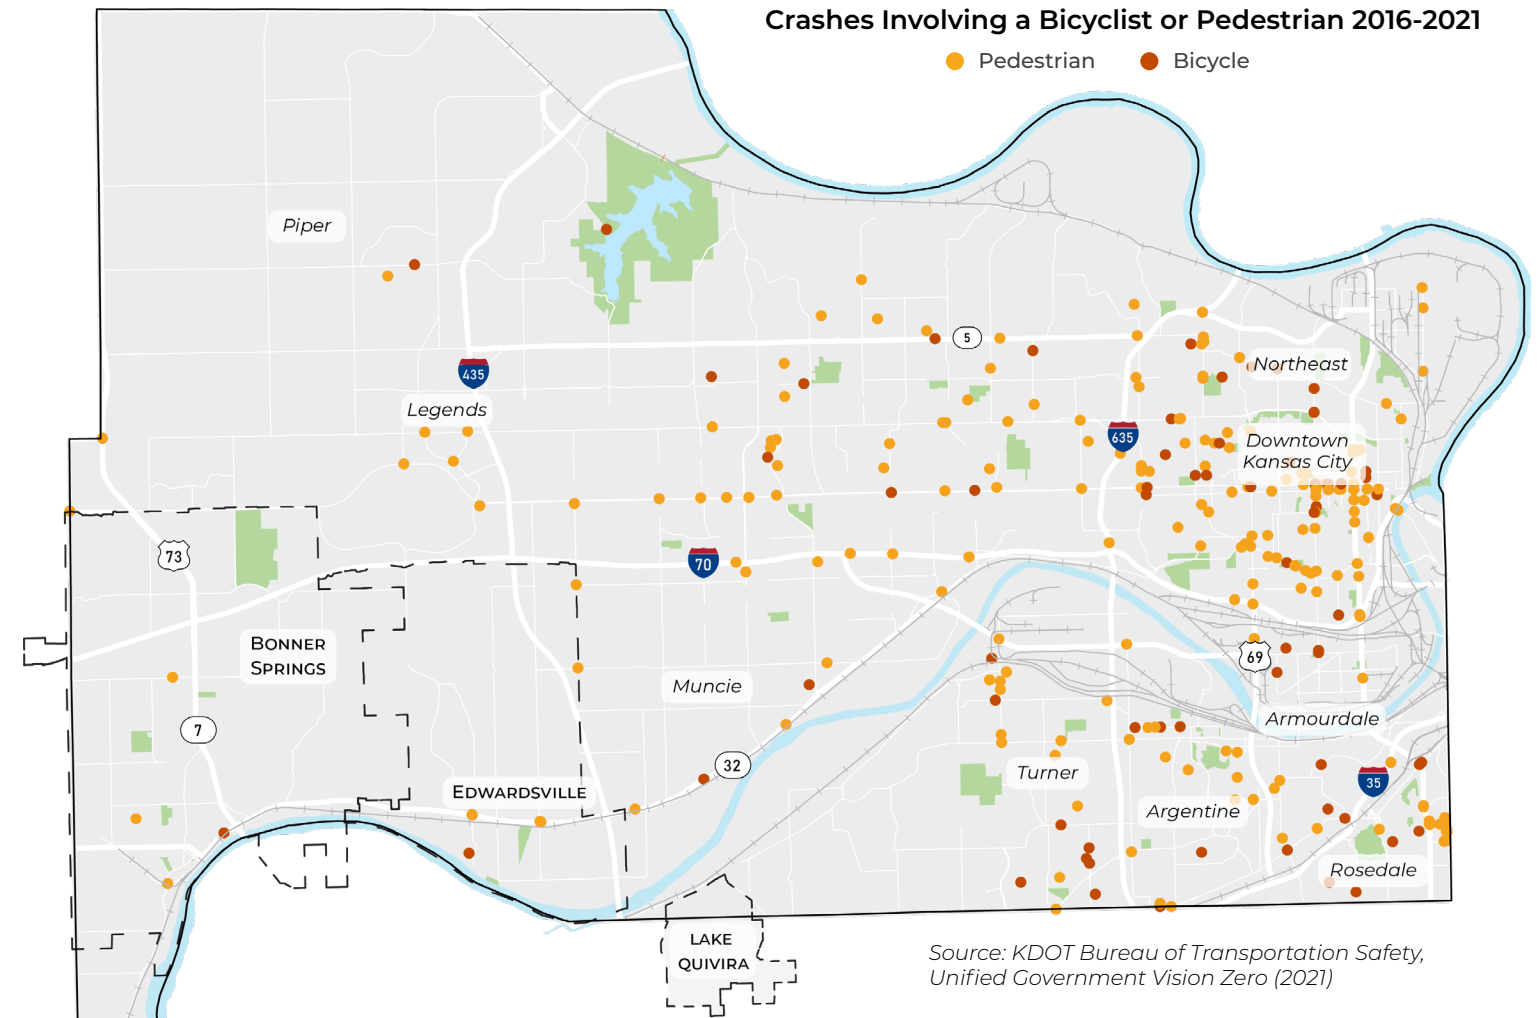 Crashes Involving a Bicyclist or Pedestrian 2016-2021
Pedestrian
Bicycle
Piper
5
Northeast
435
Legends
635
Downtown
Kansas City
73
70
BONNER
SPRINGS
69
Muncie
7
Armourdale
32
Turner
35
EDWARDSVILLE
Argentine
Rosedale
LAKE
QUIVIRA
Source: KDOT Bureau of Transportation Safety,
Unified Government Vision Zero (2021)